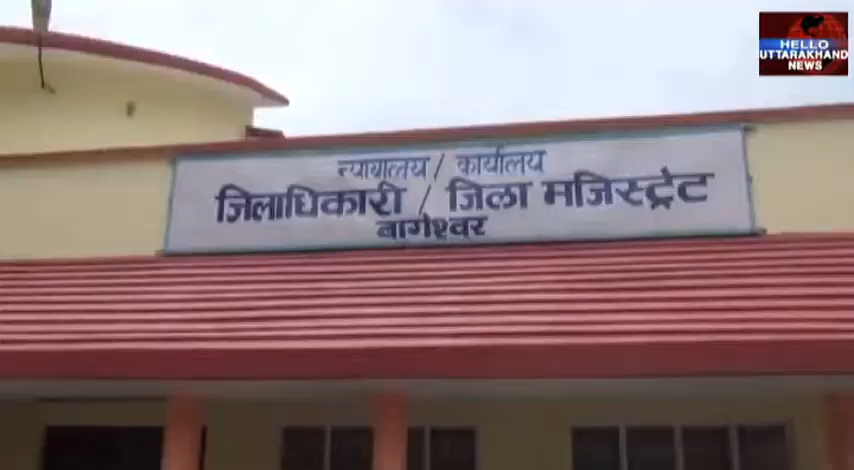 HELLO
UTTARAKHAND
NEWS
न्यायालय / कार्यालय
जिलाधिकारी / जिला मजिस्ट्रेट
बागेश्वर